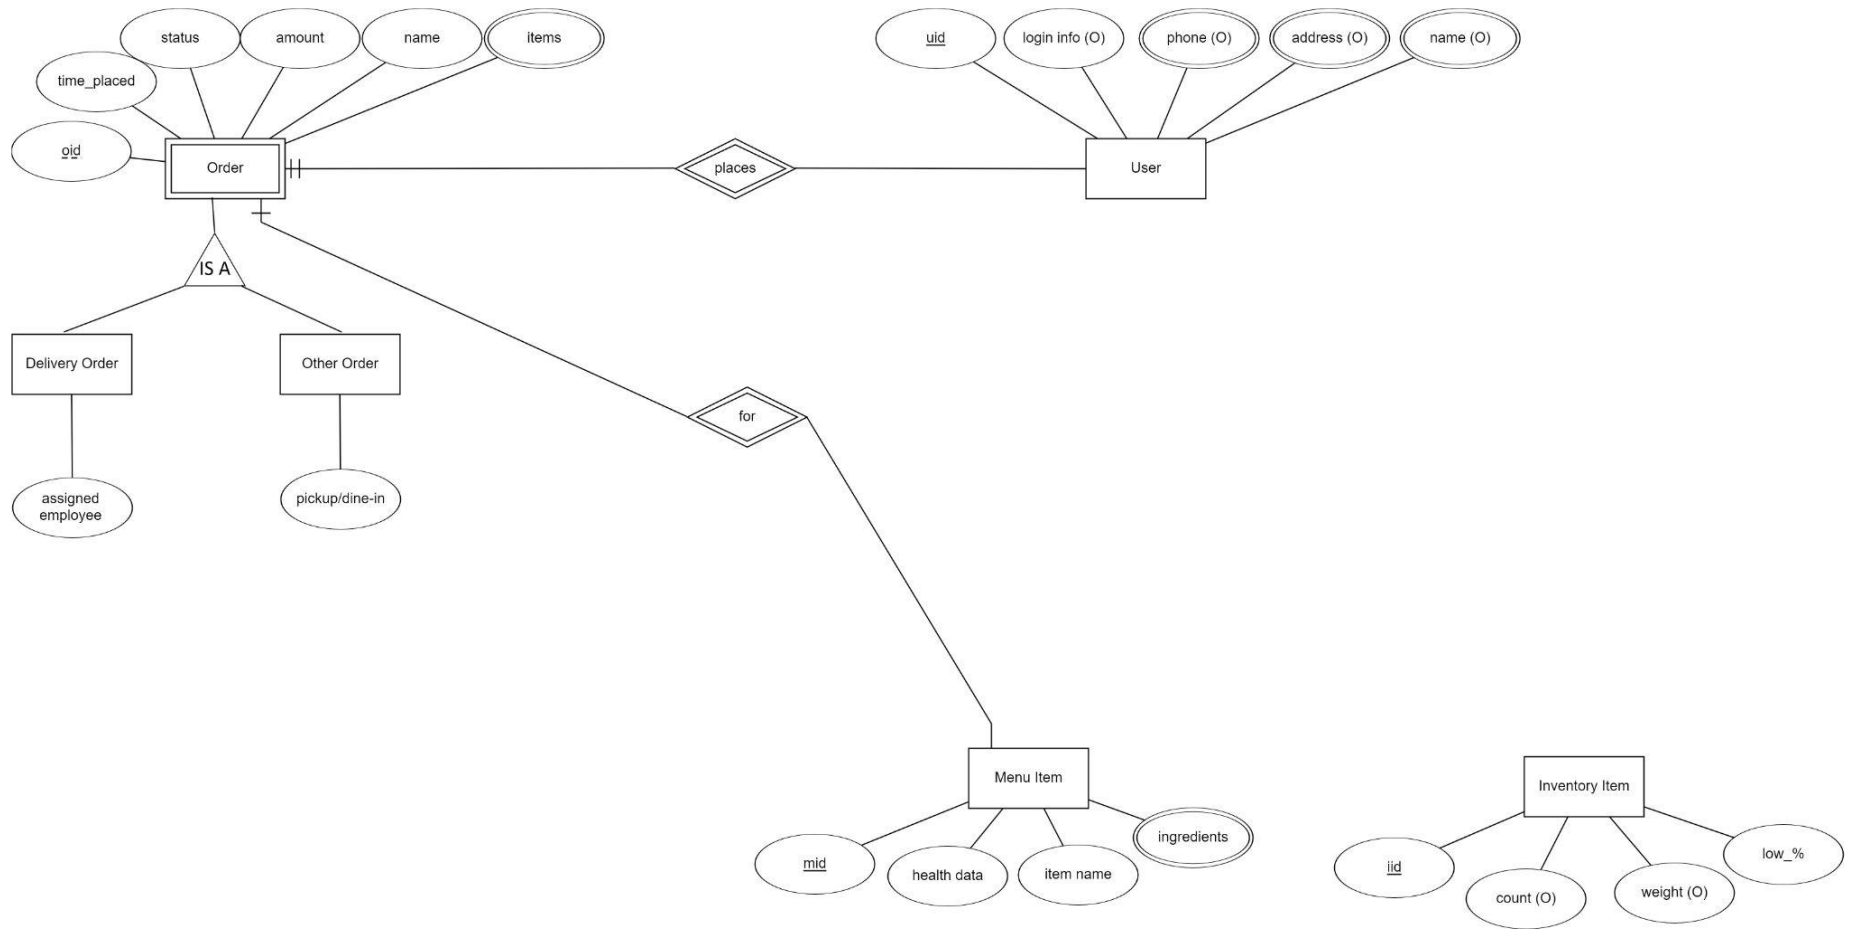 status
amount
name
items
uid
login info (O)
phone (O)
address (O)
name (O)
time_placed
oid
Order
places
User
IS A
Delivery Order
Other Order
for
assigned
employee
pickup/dine-in
Menu Item
Inventory Item
mid
health data
item name
ingredients
iid
count (O)
weight (O)
low_%